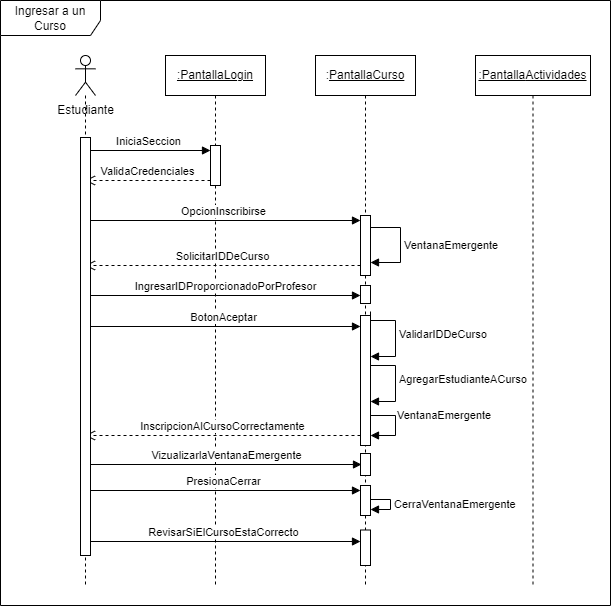 Ingresar a un
Curso
:PantallaLogin
:PantallaCurso
:PantallaActividades
Estudiante
IniciaSeccion
ValidaCredenciales
OpcionInscribirse
VentanaEmergente
SolicitarIDDeCurso
IngresarIDProporcionadoPorProfesor
BotonAceptar
ValidarIDDeCurso
AgregarEstudianteACurso
VentanaEmergente
InscripcionAlCursoCorrectamente
VizualizarlaVentanaEmergente
PresionaCerrar
CerraVentanaEmergente
RevisarSiElCursoEstaCorrecto